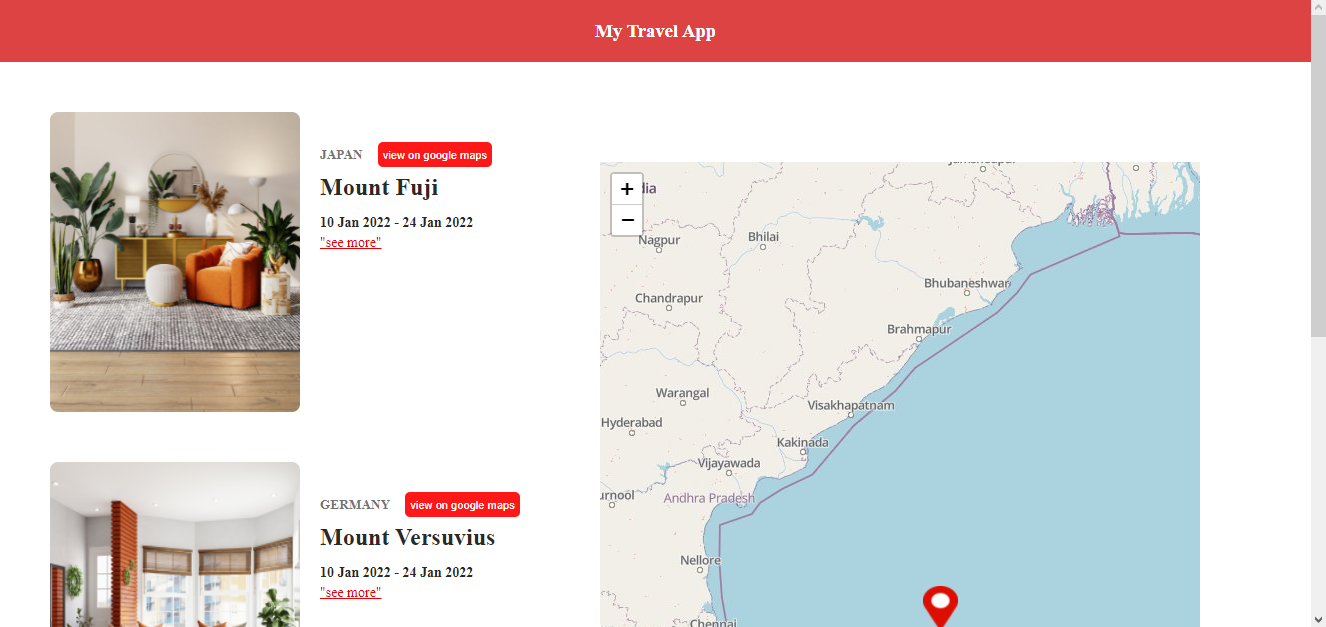 My Travel App
JAPAN view on google maps
Mount Fuji
10 Jan 2022 - 24 Jan 2022
"see more"
GERMANY view on google maps
Mount Versuvius
10 Jan 2022 - 24 Jan 2022
"see more"
+
−
dia
Nagpur
Bhilai
Chandrapur
Bhubaneshwar
Brahmapur
Warangal
Visakhapatnam
Hyderabad
Kakinada
Vijayawada
urnool
Andhra Pradesh
Nellore
Chennai